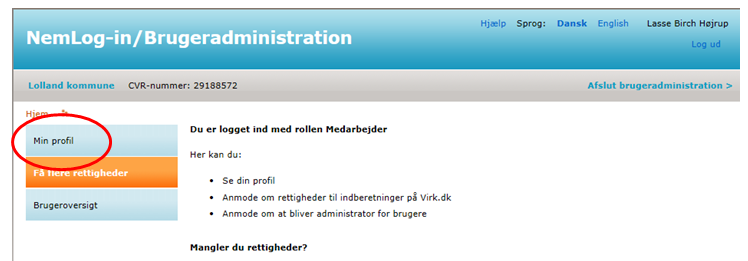 Hjælp Sprog: Dansk English Lasse Birch Højrup
NemLog-in/Brugeradministration
Log ud
Lolland kommune CVR-nummer: 29188572 Afslut brugeradministration >
Hjem
Min profil
Få flere rettigheder
Brugeroversigt
Du er logget ind med rollen Medarbejder
Her kan du:
• Se din profil
• Anmode om rettigheder til indberetninger på Virk.dk
• Anmode om at bliver administrator for brugere
Mangler du rettigheder?